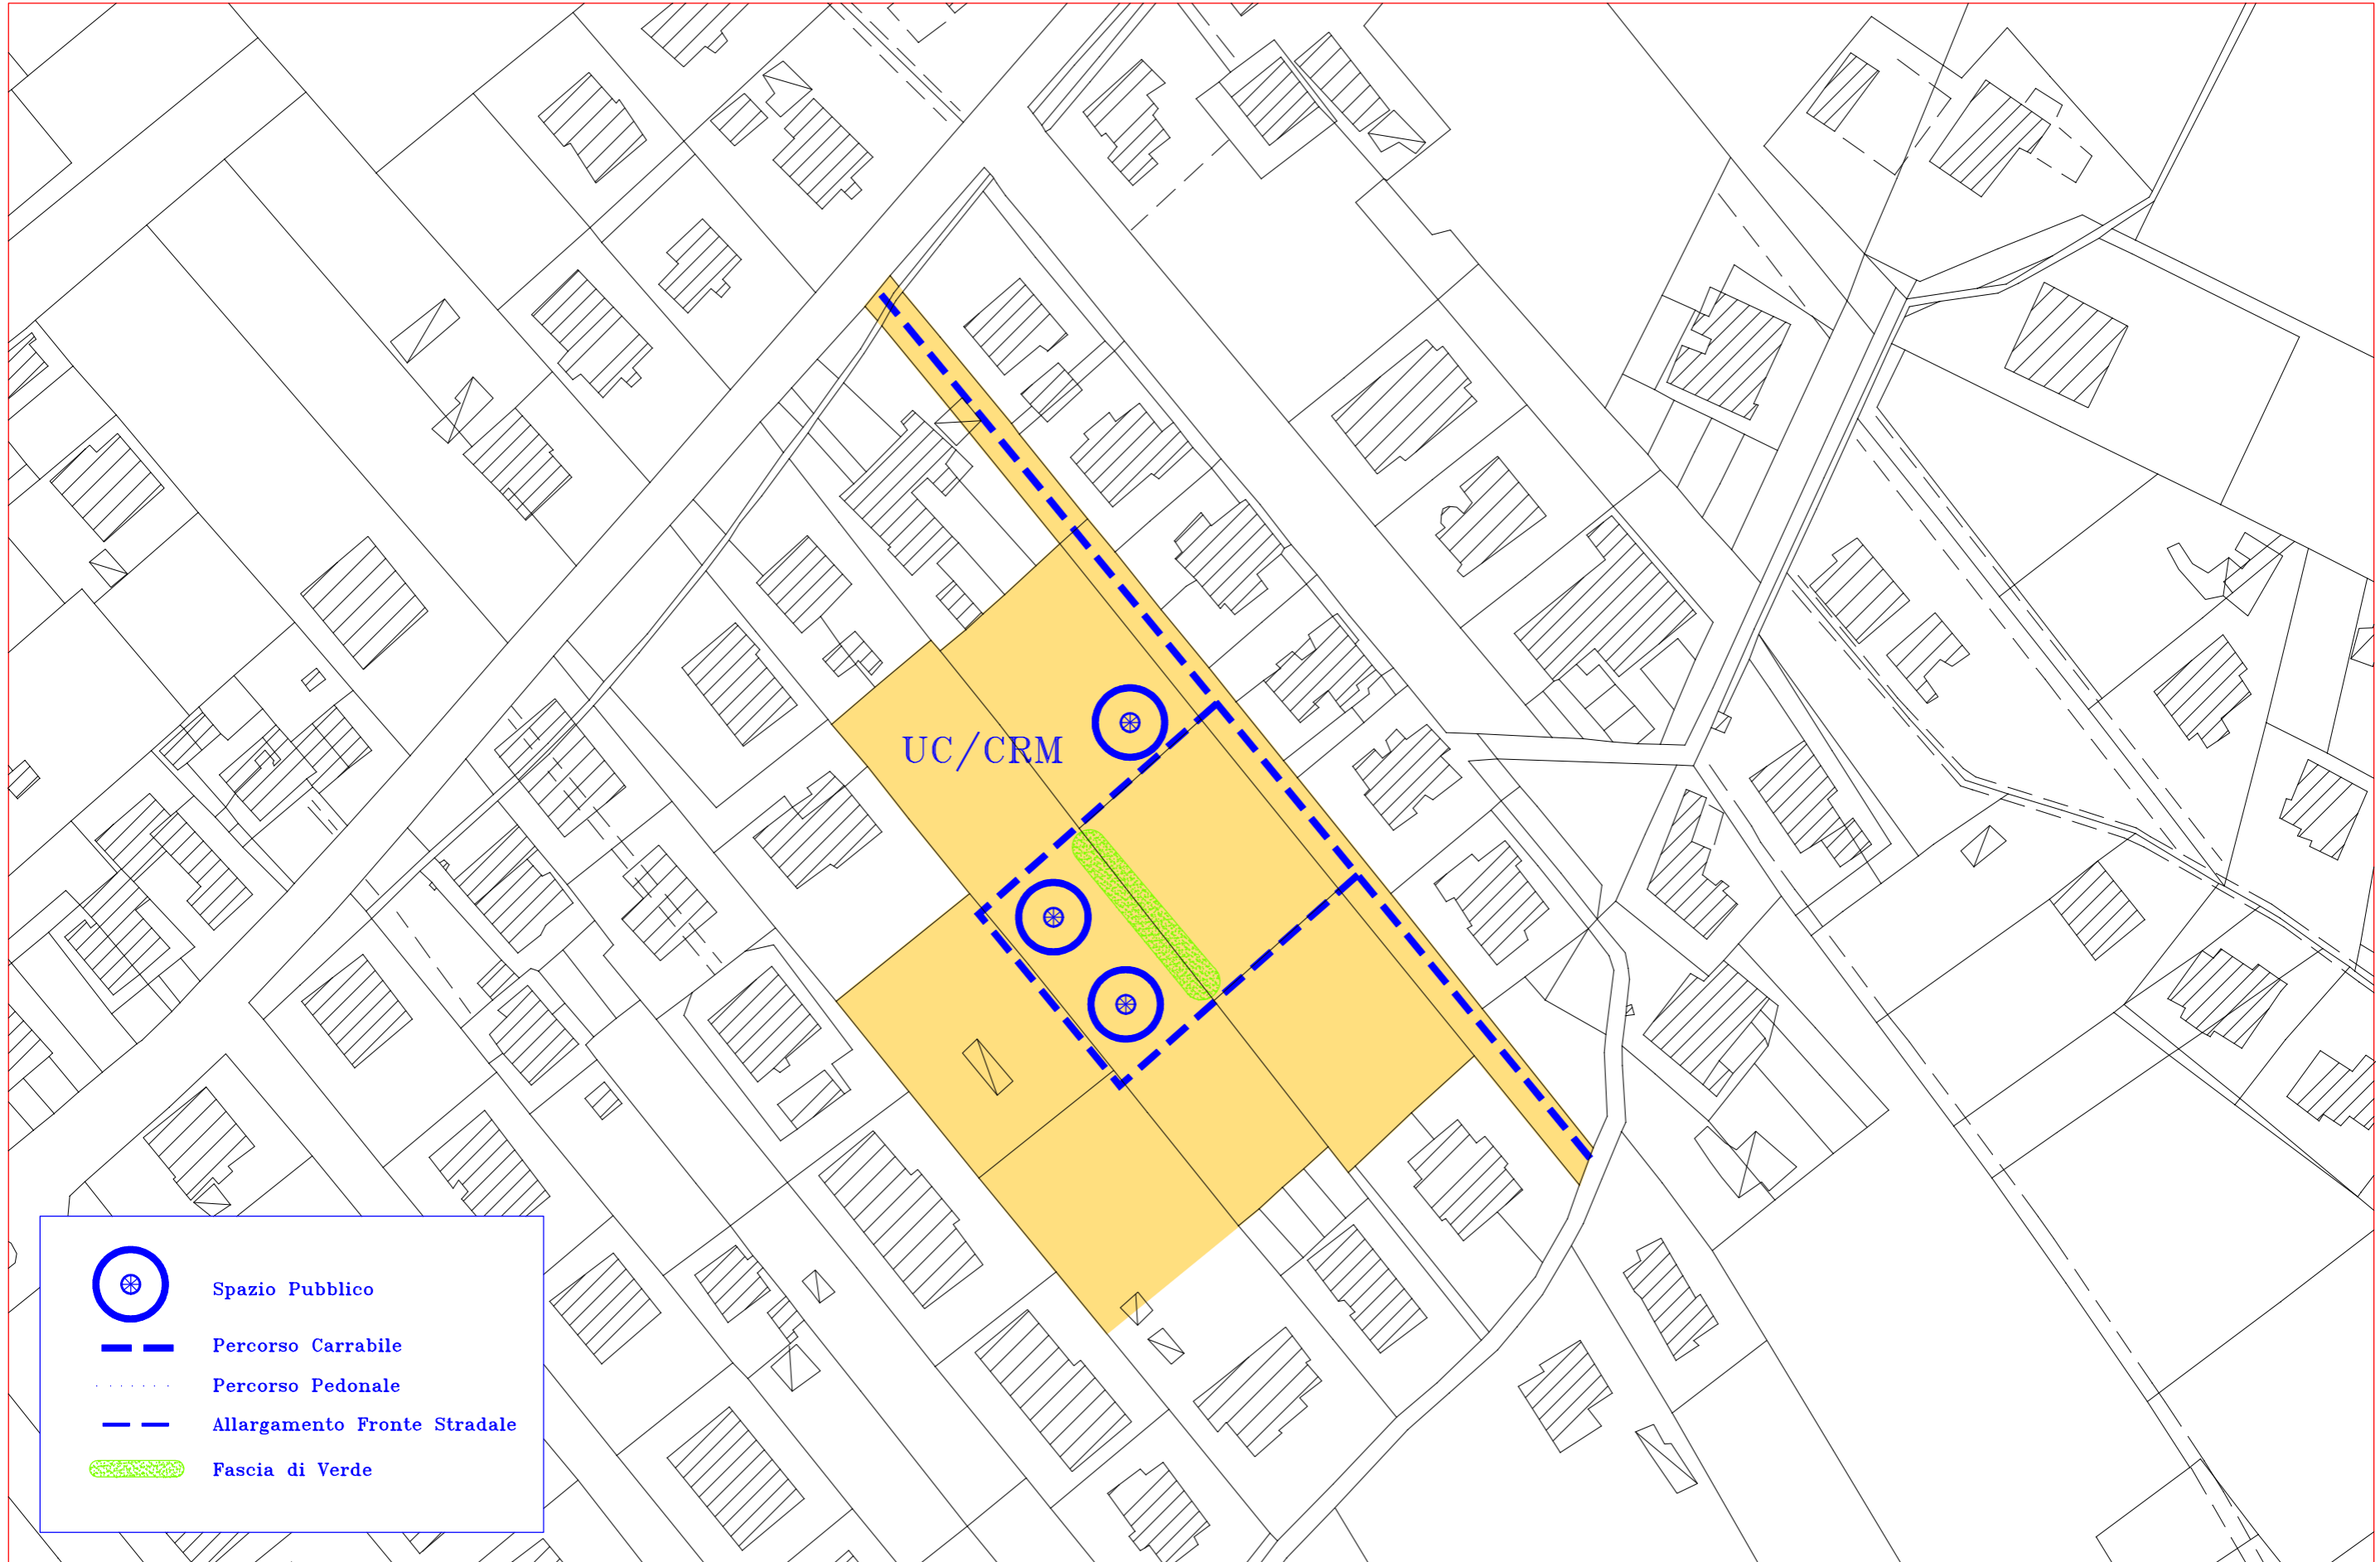 UC/CRM
Spazio Pubblico
Percorso Carrabile
Percorso Pedonale
Allargamento Fronte Stradale
Fascia di Verde